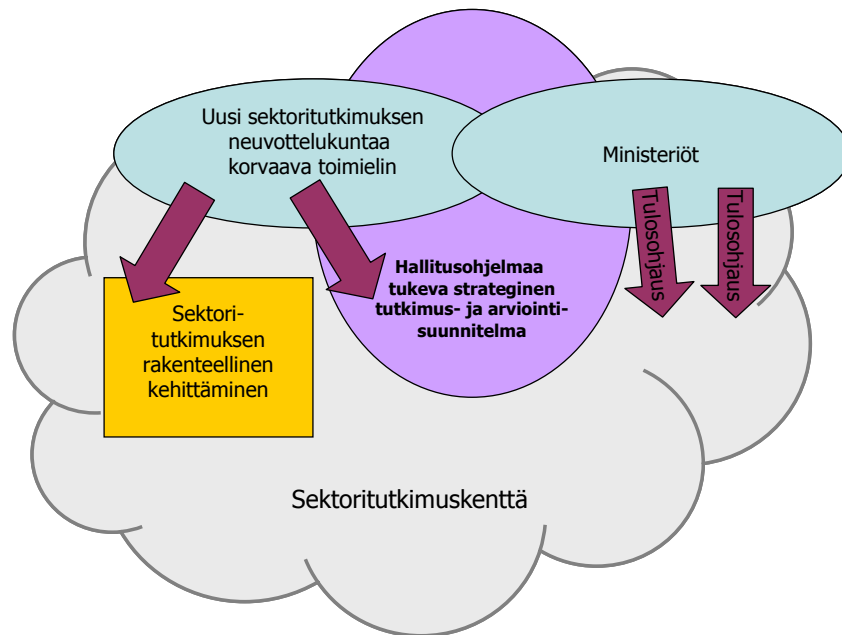 Uusi sektoritutkimuksen
neuvottelukuntaa
korvaava toimielin
Ministeriöt
Tulosohjaus
Tulosohjaus
Hallitusohjelmaa
tukeva strateginen
tutkimus- ja arviointi-
suunnitelma
Sektori-
tutkimuksen
rakenteellinen
kehittäminen
Sektoritutkimuskenttä